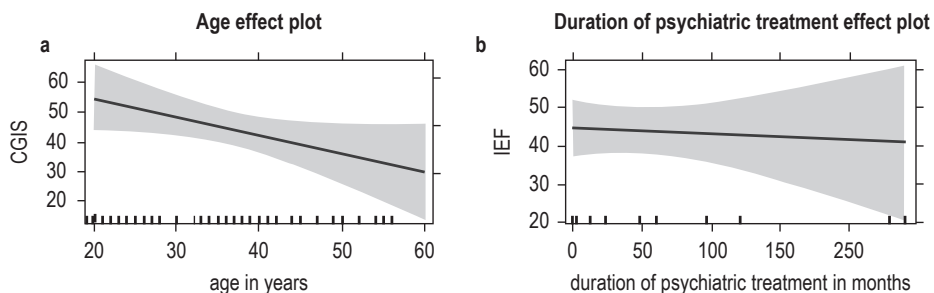 Age effect plot
a
60
50
40
30
20
CGIS
20 30 40 50 60
age in years
Duration of psychiatric treatment effect plot
b
60
50
40
30
20
IEF
0 50 100 150 250
duration of psychiatric treatment in months